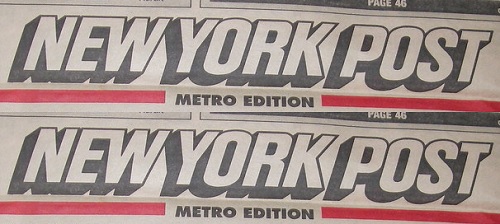 PAGE 46
NEW YORK POST
METRO EDITION
PAGE 46
NEW YORK POST
METRO EDITION